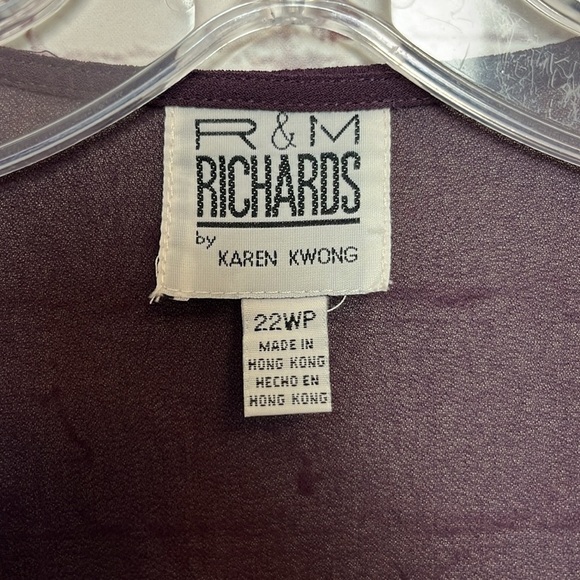 R & M
RICHARDS
by
KAREN KWONG
22WP
MADE IN
HONG KONG
HECHO EN
HONG KONG